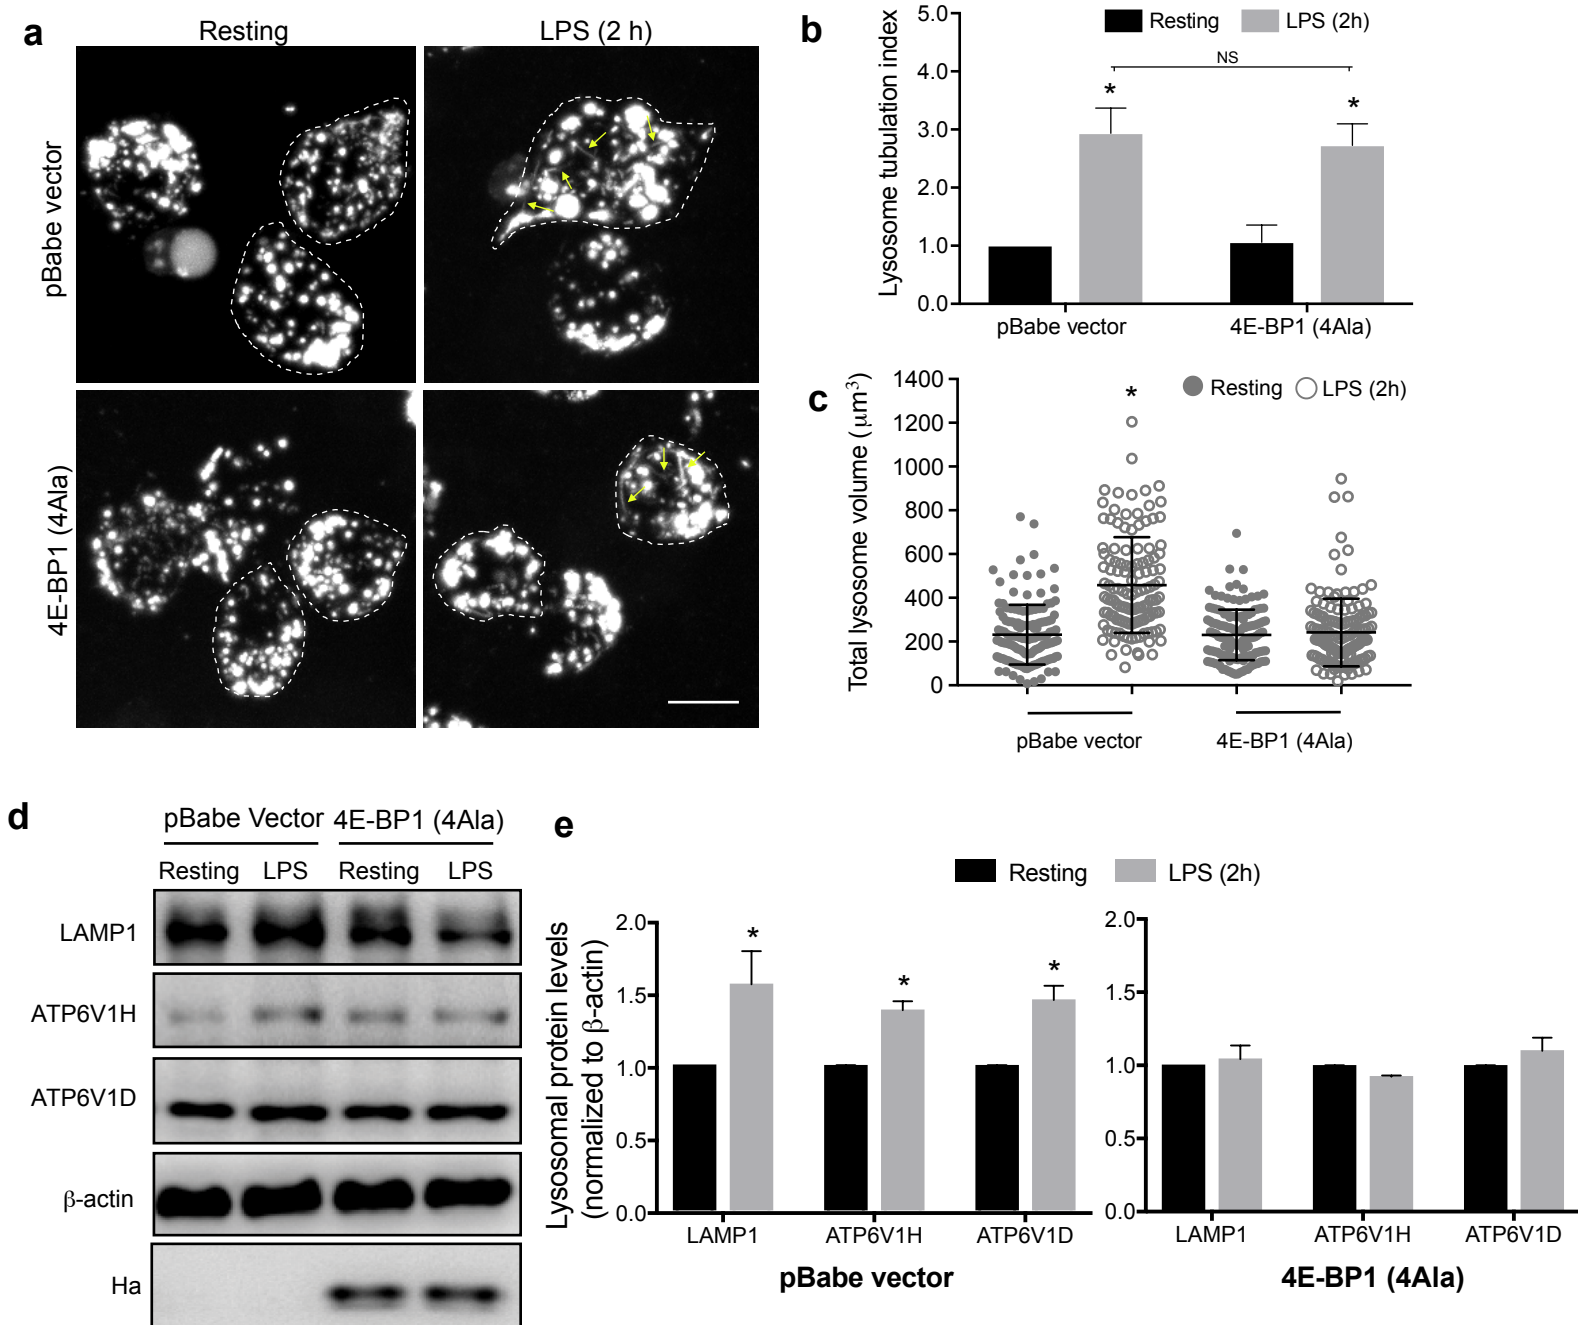 a
Resting
LPS (2 h)
pBabe vector
4E-BP1 (4Ala)
b
Resting
LPS (2h)
Lysosome tubulation index
5.0
4.0
3.0
2.0
1.0
0.0
NS
*
*
pBabe vector
4E-BP1 (4Ala)
c
Resting
LPS (2h)
Total lysosome volume (μm³)
1400
1200
1000
800
600
400
200
0
*
pBabe vector
4E-BP1 (4Ala)
d
pBabe Vector
4E-BP1 (4Ala)
Resting
LPS
Resting
LPS
LAMP1
ATP6V1H
ATP6V1D
β-actin
Ha
e
Resting
LPS (2h)
Lysosomal protein levels
(normalized to β-actin)
2.0
1.5
1.0
0.5
0.0
*
*
*
LAMP1
ATP6V1H
ATP6V1D
pBabe vector
2.0
1.5
1.0
0.5
0.0
LAMP1
ATP6V1H
ATP6V1D
4E-BP1 (4Ala)